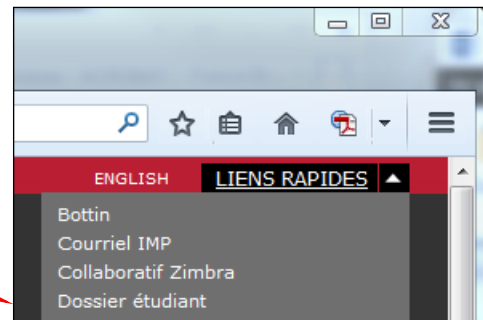 ENGLISH LIENS RAPIDES
Bottin
Courriel IMP
Collaboratif Zimbra
Dossier étudiant